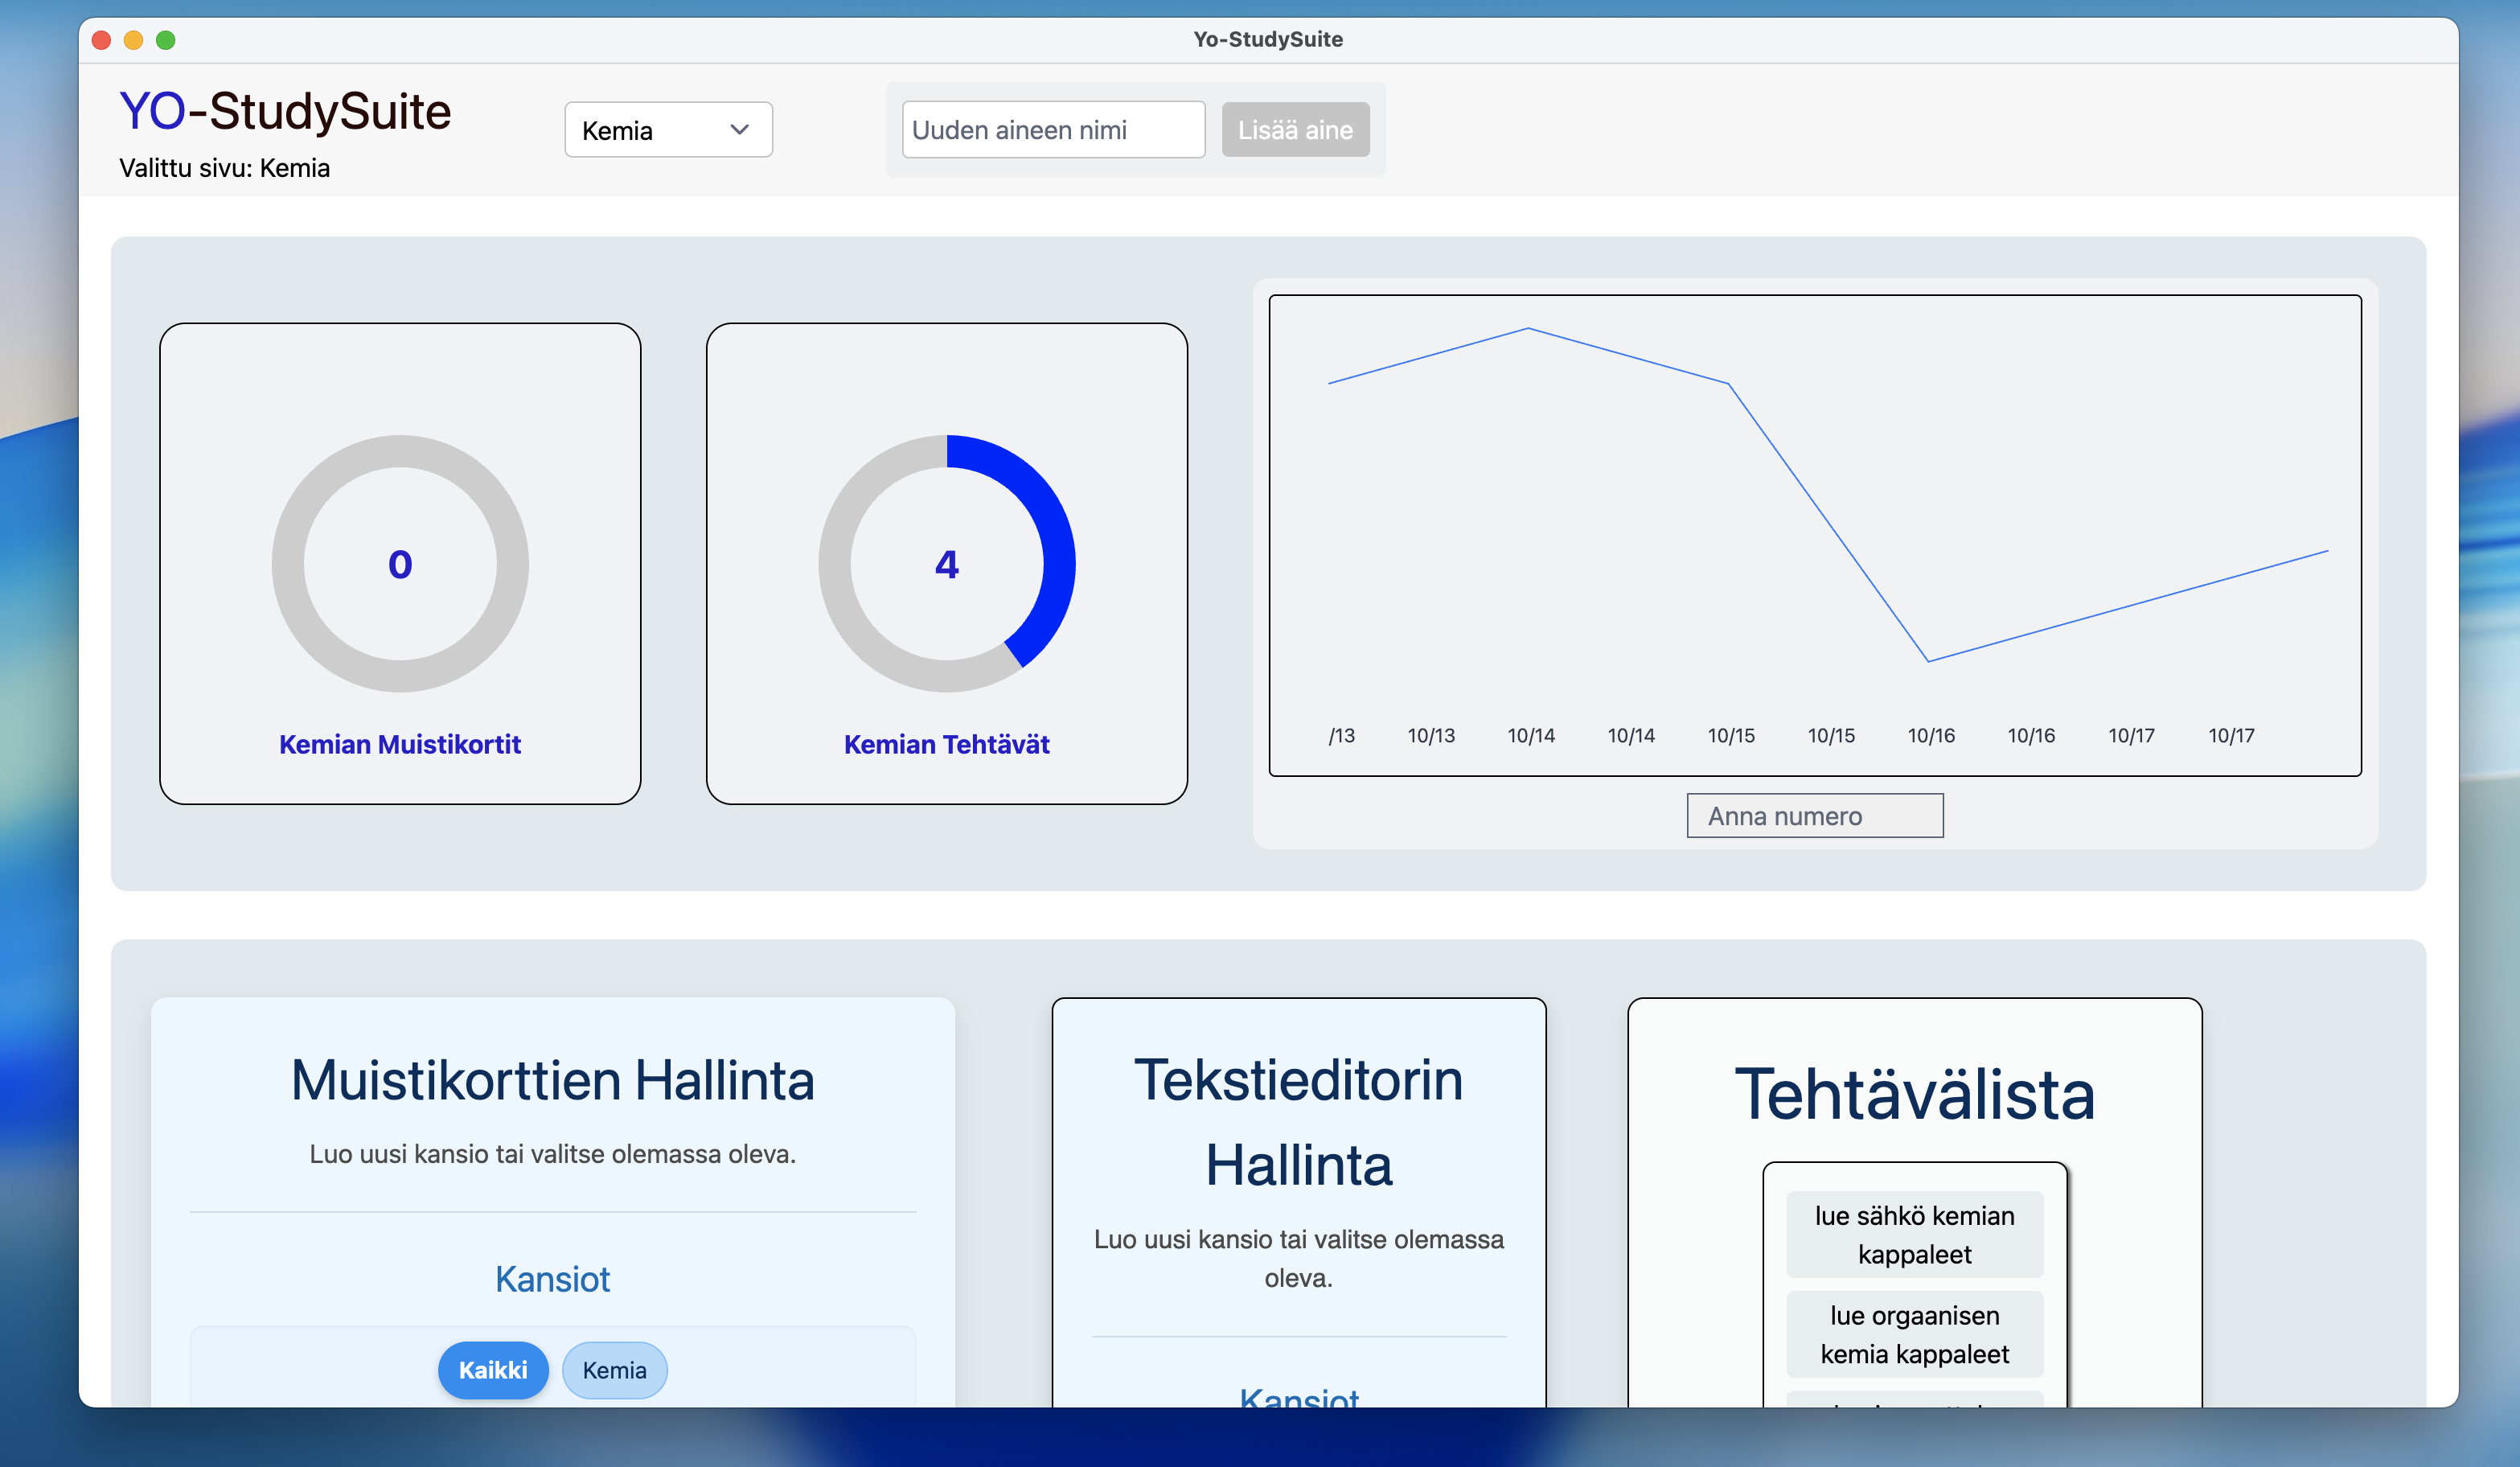 Yo-StudySuite
YO-StudySuite
Valittu sivu: Kemia
Kemia
Uuden aineen nimi
Lisää aine
0
Kemian Muistikortit
4
Kemian Tehtävät
/13 10/13 10/14 10/14 10/15 10/15 10/16 10/16 10/17 10/17
Anna numero
Muistikorttien Hallinta
Luo uusi kansio tai valitse olemassa oleva.
Kansiot
Kaikki
Kemia
Tekstieditorin
Hallinta
Luo uusi kansio tai valitse olemassa
oleva.
Kansiot
Tehtävälista
lue sähkö kemian
kappaleet
lue orgaanisen
kemia kappaleet